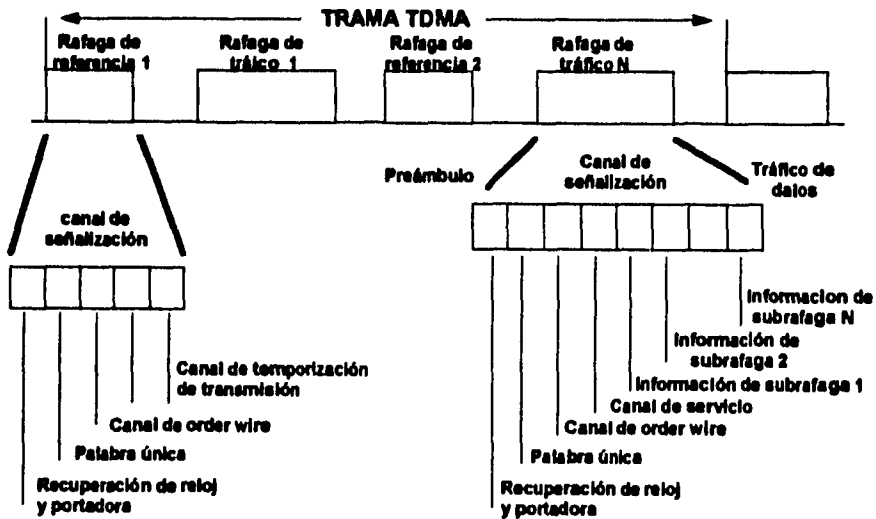 TRAMA TDMA
Rafaga de
referencia 1
Rafaga de
tráico 1
Rafaga de
referencia 2
Rafaga de
tráfico N
Preámbulo
Canal de
señalización
Tráfico de
datos
canal de
señalización
Canal de temporización
de transmisión
Canal de order wire
Palabra única
Recuperación de reloj
y portadora
Informacion de
subrafaga N
Información de
subrafaga 2
Información de subrafaga 1
Canal de servicio
Canal de order wire
Palabra única
Recuperación de reloj
y portadora